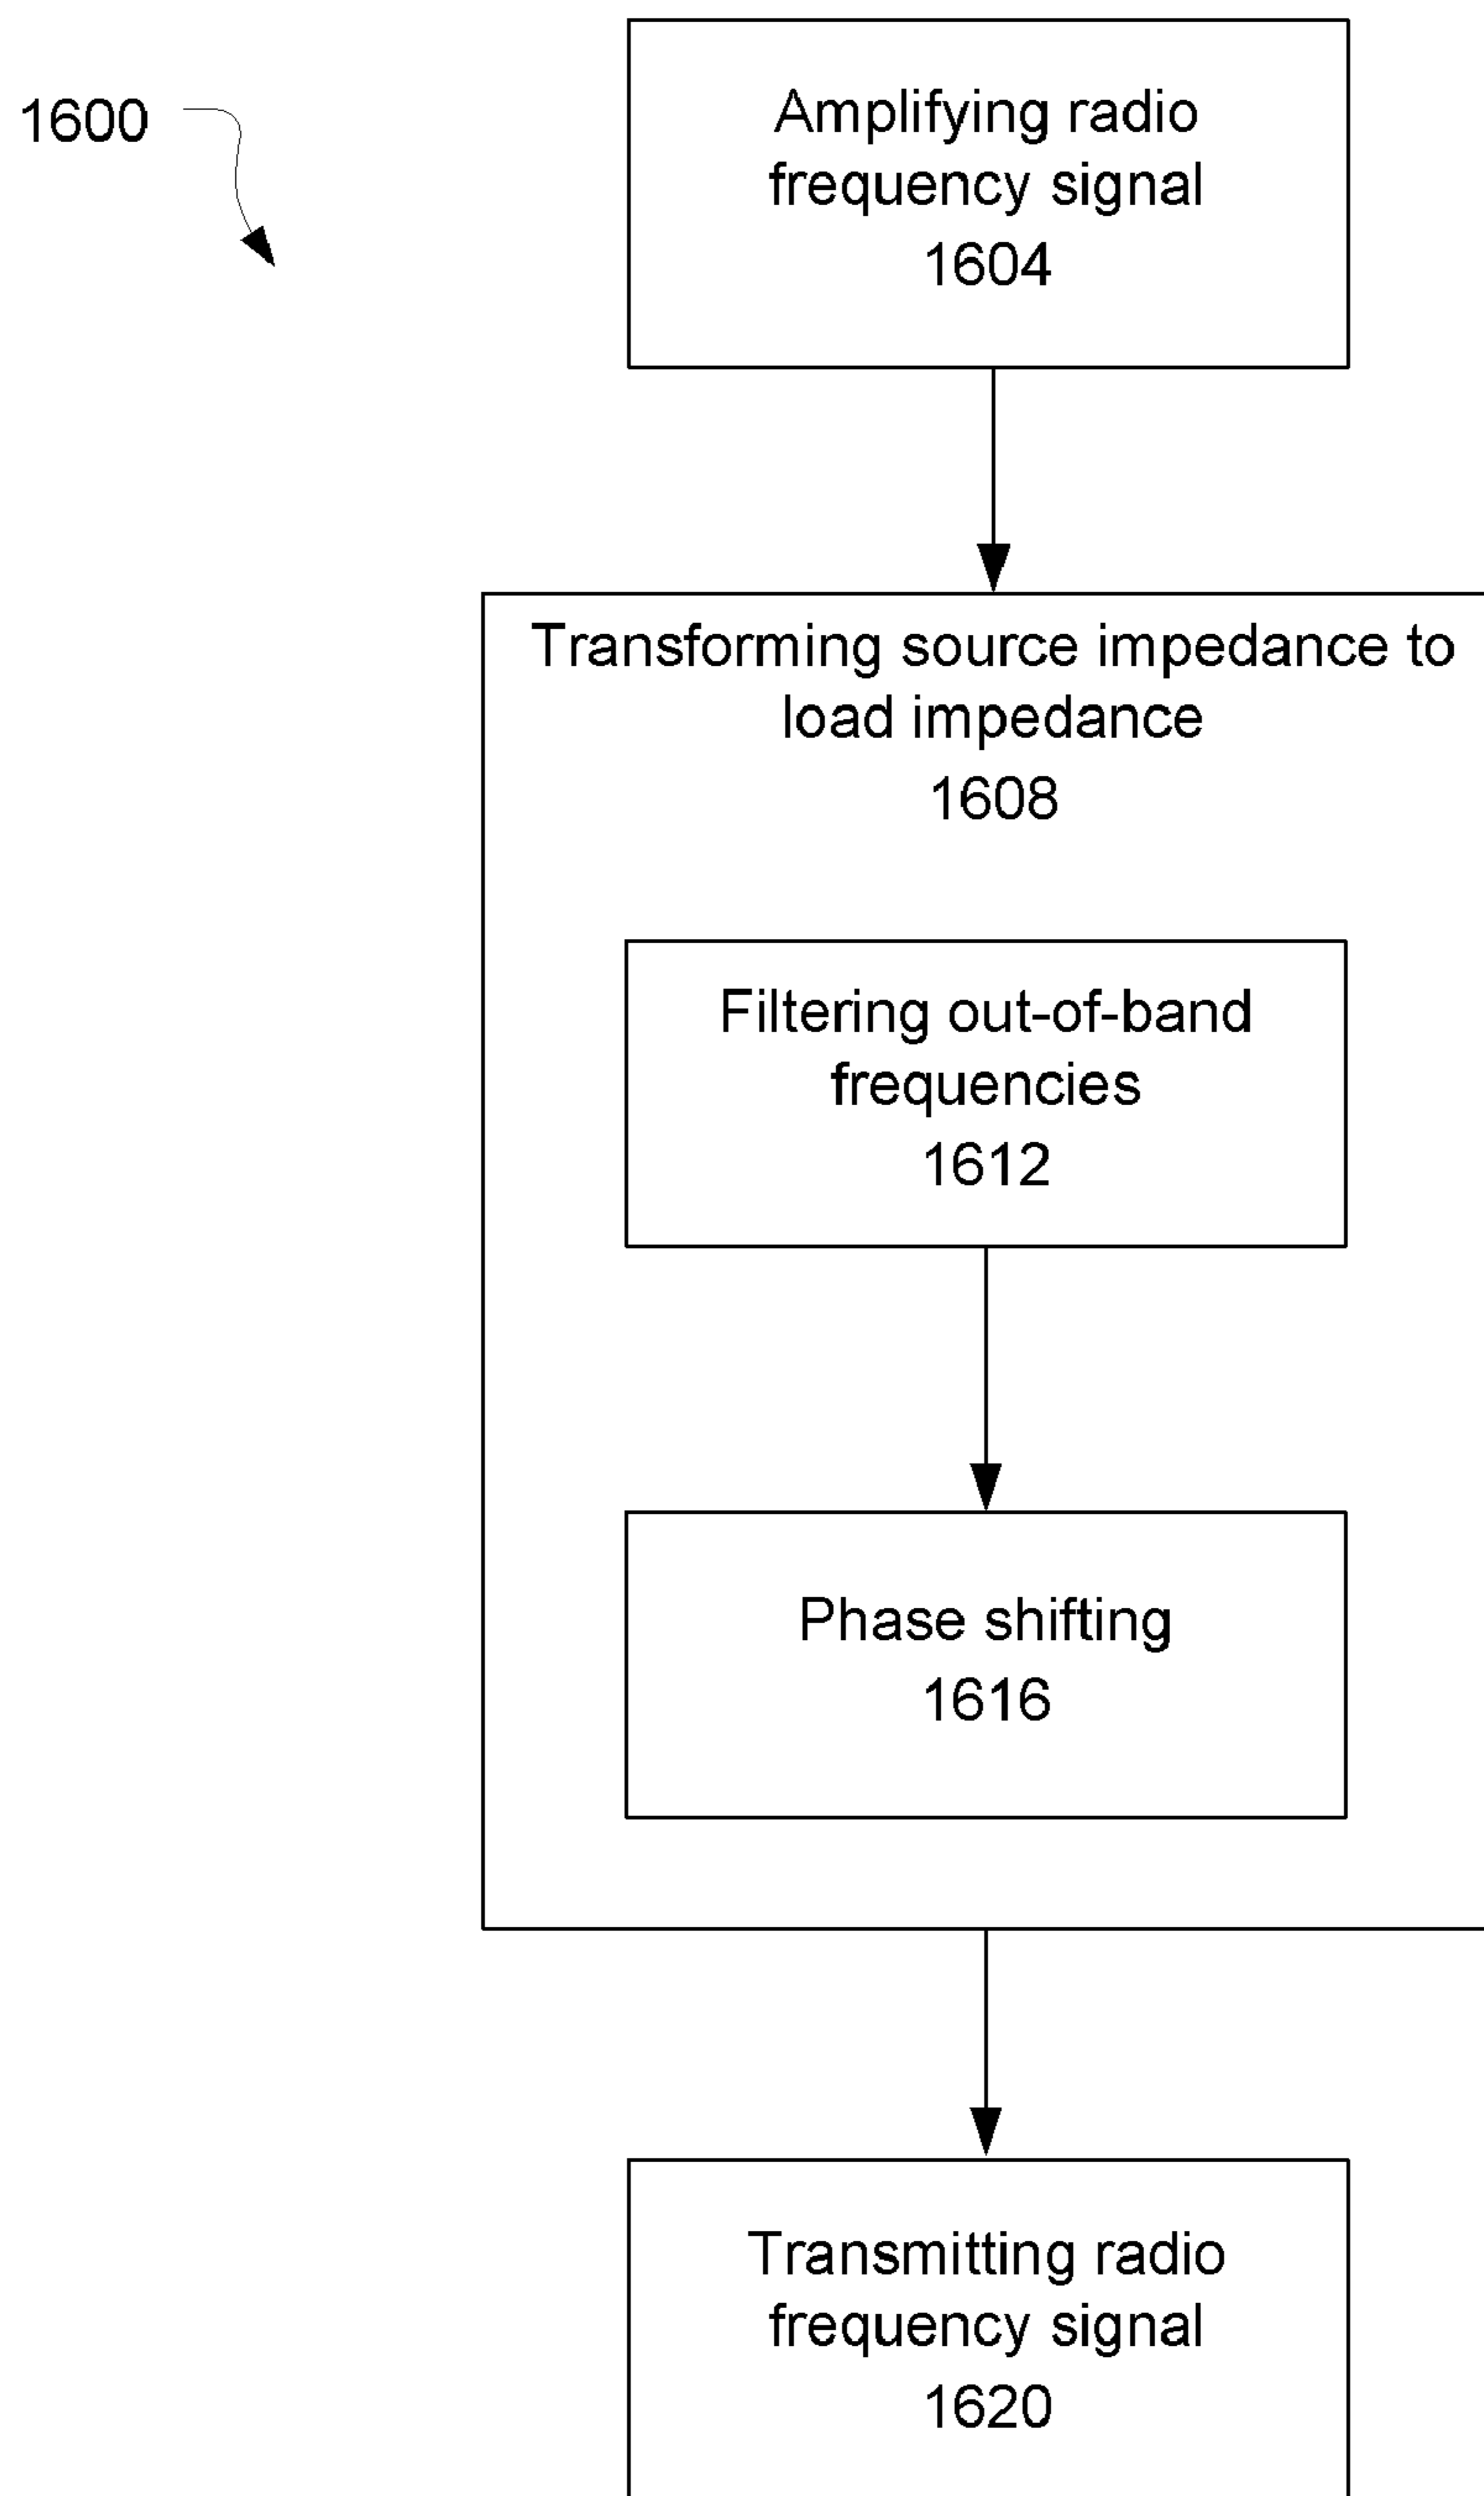 1600
Amplifying radio
frequency signal
1604
Transforming source impedance to
load impedance
1608
Filtering out-of-band
frequencies
1612
Phase shifting
1616
Transmitting radio
frequency signal
1620